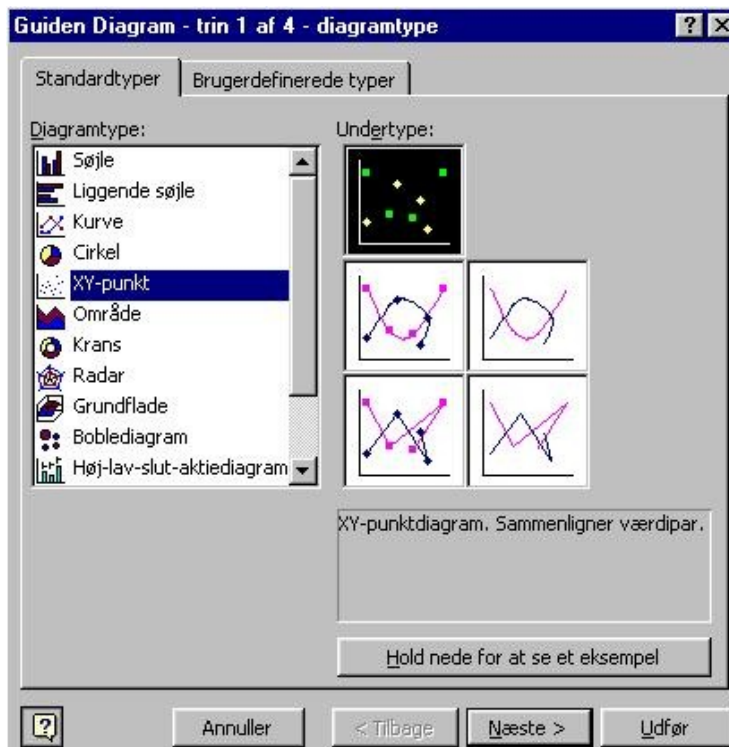 Guiden Diagram - trin 1 af 4 - diagramtype
Standardtyper
Brugerdefinerede typer
Diagramtype:
Søjle
Liggende søjle
Kurve
Cirkel
XY-punkt
Område
Krans
Radar
Grundflade
Boblediagram
Høj-lav-slut-aktiediagram
Undertype:
XY-punktdiagram. Sammenligner værdipar.
Hold nede for at se et eksempel
Annuller
< Tilbage
Næste >
Udfør